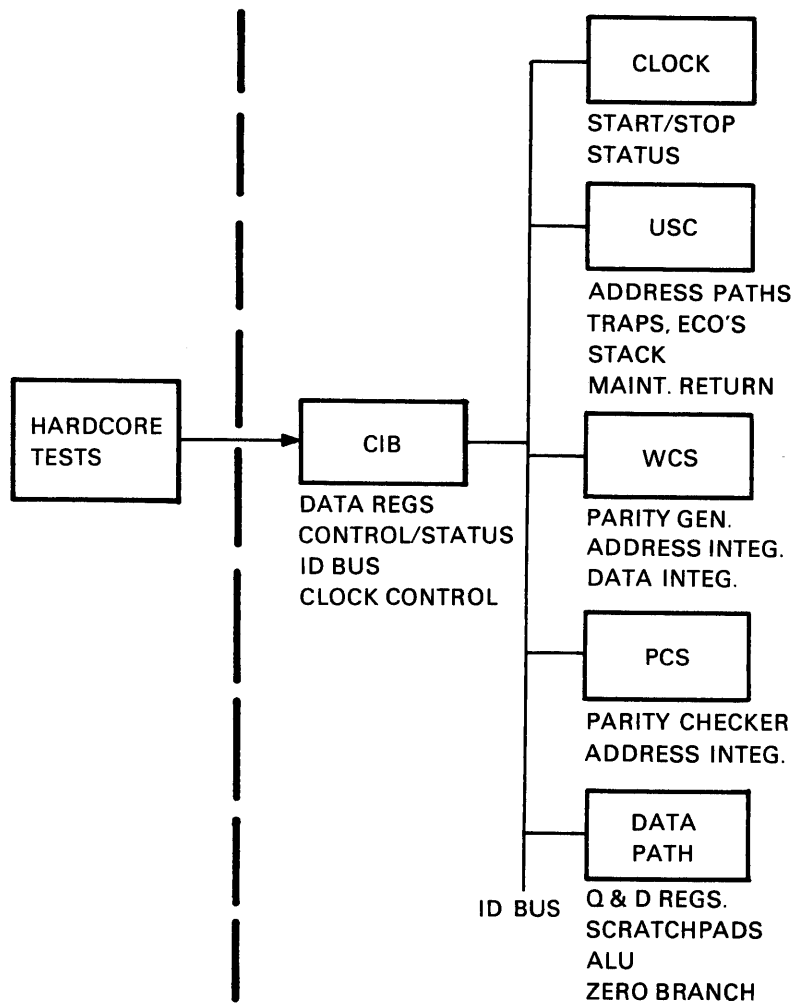 HARDCORE
TESTS
CIB
DATA REGS
CONTROL/STATUS
ID BUS
CLOCK CONTROL
CLOCK
START/STOP
STATUS
USC
ADDRESS PATHS
TRAPS, ECO'S
STACK
MAINT. RETURN
WCS
PARITY GEN.
ADDRESS INTEG.
DATA INTEG.
PCS
PARITY CHECKER
ADDRESS INTEG.
DATA
PATH
Q & D REGS.
SCRATCHPADS
ALU
ZERO BRANCH
ID BUS